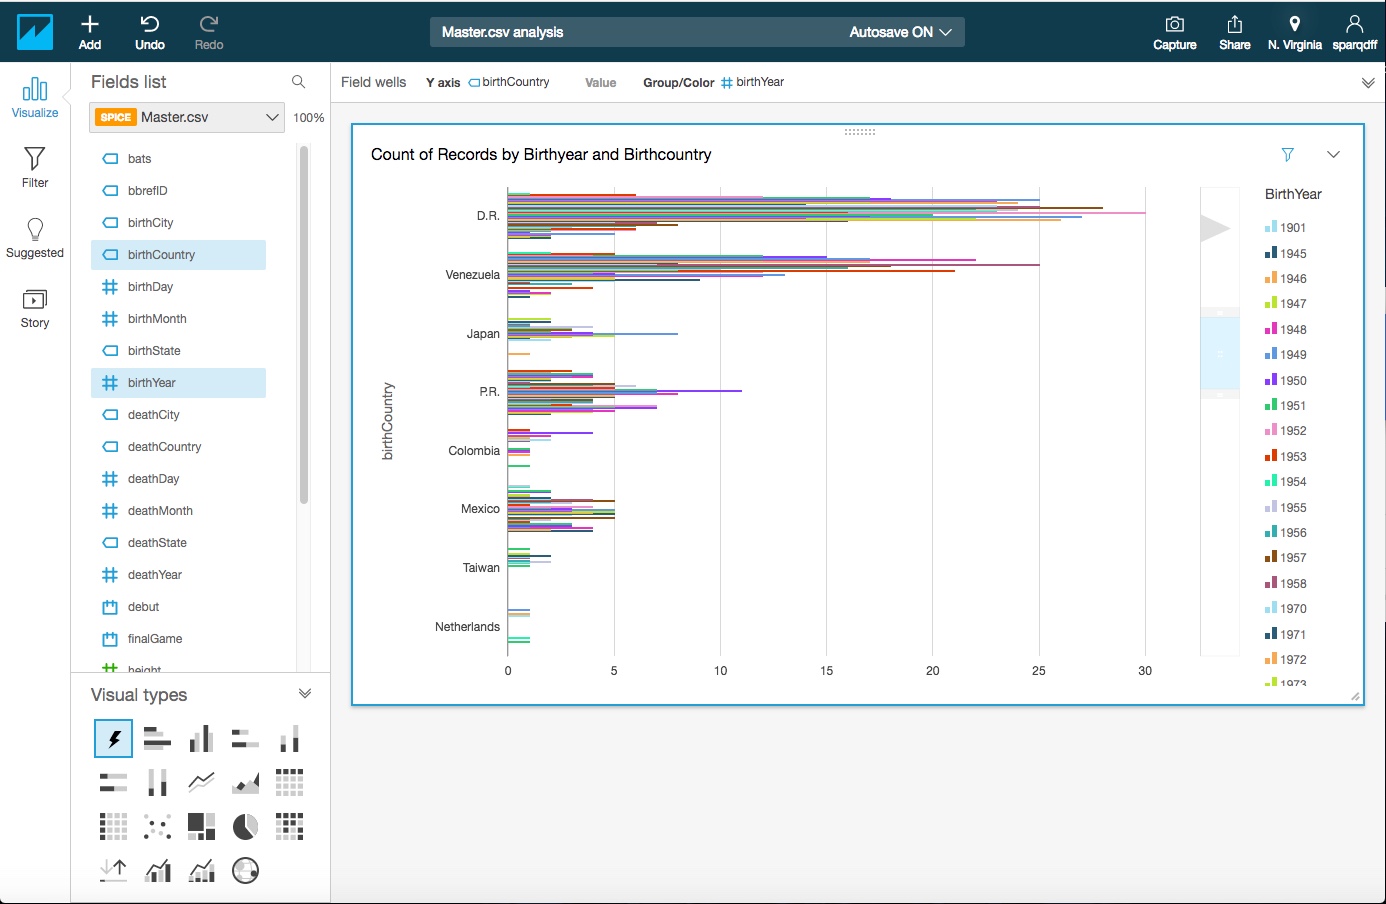 Add
Undo
Redo
Master.csv analysis
Autosave ON
Capture
Share
N. Virginia
sparqdff
Visualize
Filter
Suggested
Story
Fields list
SPICE Master.csv
100%
bats
bbrefID
birthCity
birthCountry
birthDay
birthMonth
birthState
birthYear
deathCity
deathCountry
deathDay
deathMonth
deathState
deathYear
debut
finalGame
height
Visual types
Field wells
Y axis birthCountry
Value
Group/Color birthYear
Count of Records by Birthyear and Birthcountry
birthCountry
D.R.
Venezuela
Japan
P.R.
Colombia
Mexico
Taiwan
Netherlands
0 5 10 15 20 25 30
BirthYear
1901
1945
1946
1947
1948
1949
1950
1951
1952
1953
1954
1955
1956
1957
1958
1970
1971
1972
1973